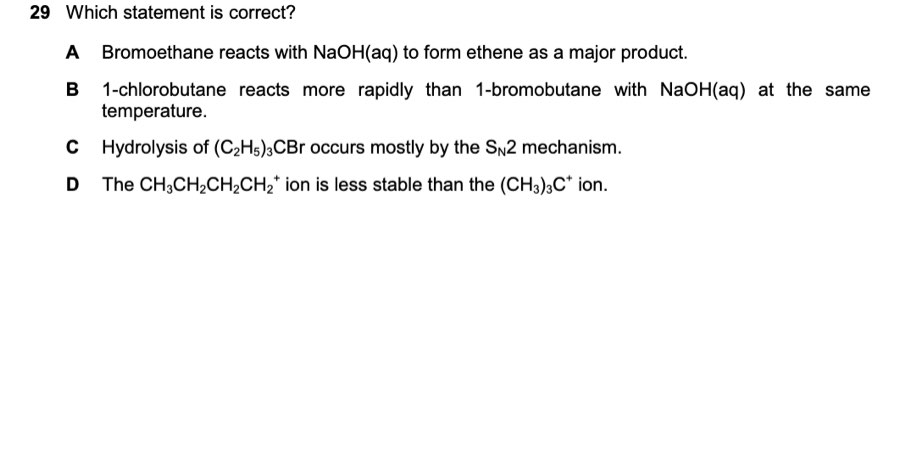 29 Which statement is correct?
A Bromoethane reacts with NaOH(aq) to form ethene as a major product.
B 1-chlorobutane reacts more rapidly than 1-bromobutane with NaOH(aq) at the same
temperature.
C Hydrolysis of (C₂H₅)₃CBr occurs mostly by the Sɴ2 mechanism.
D The CH₃CH₂CH₂CH₂⁺ ion is less stable than the (CH₃)₃C⁺ ion.